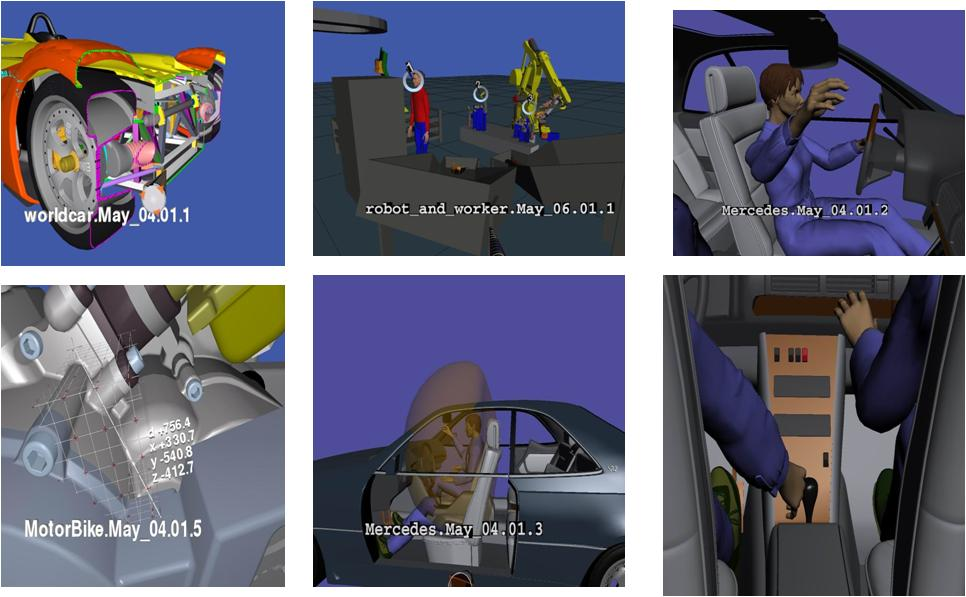 worldcar.May_04.01.1
robot_and_worker.May_06.01.1
Mercedes.May_04.01.2
d +756.4
x +330.7
y -540.8
z -412.7
MotorBike.May_04.01.5
Mercedes.May_04.01.3